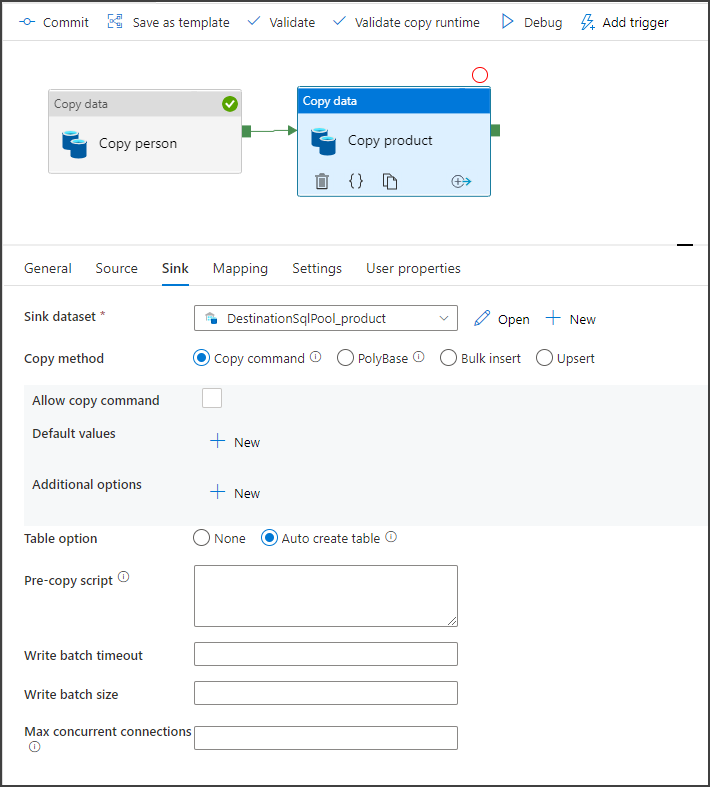 Commit Save as template Validate Validate copy runtime Debug Add trigger
Copy data
Copy person
Copy data
Copy product
{}
General Source Sink Mapping Settings User properties
Sink dataset * DestinationSqlPool_product Open New
Copy method Copy command PolyBase Bulk insert Upsert
Allow copy command
Default values New
Additional options New
Table option None Auto create table
Pre-copy script
Write batch timeout
Write batch size
Max concurrent connections